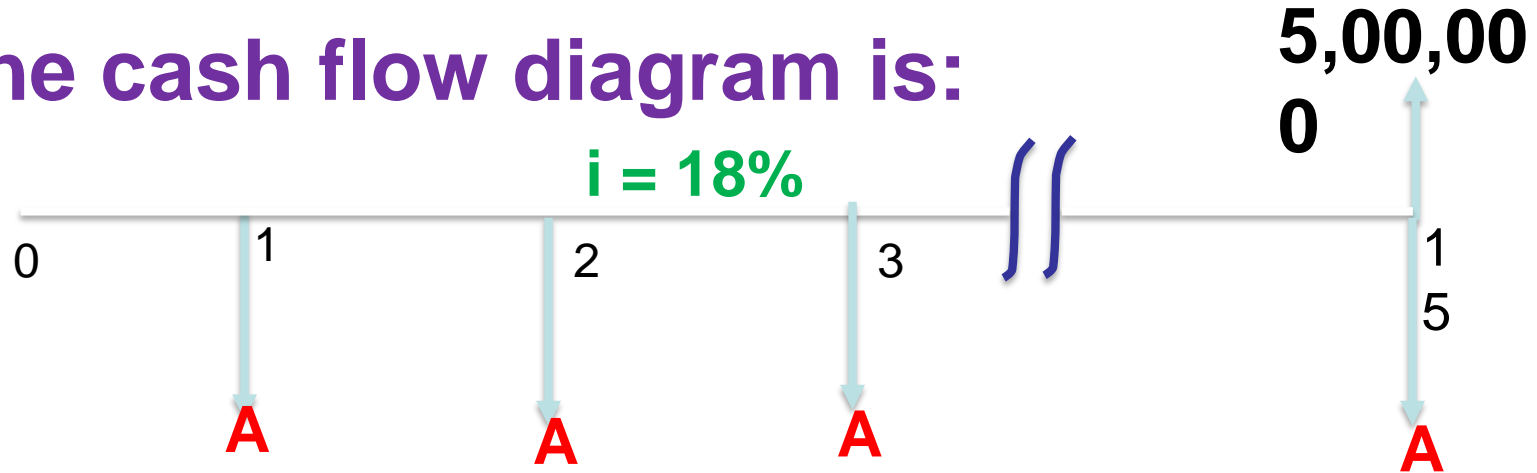 he cash flow diagram is:
5,00,00
0
i = 18%
0
1
2
3
1
5
A
A
A
A